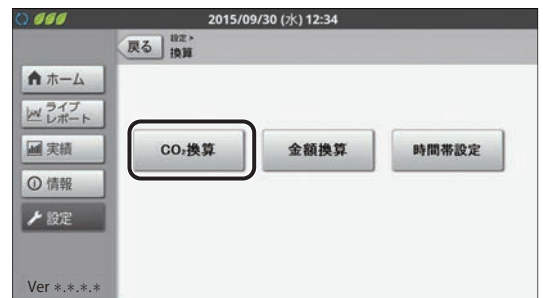 2015/09/30 (水) 12:34
戻る
設定 >
換算
ホーム
ライブ
レポート
実績
情報
設定
CO₂換算
金額換算
時間帯設定
Ver *.*.*.*